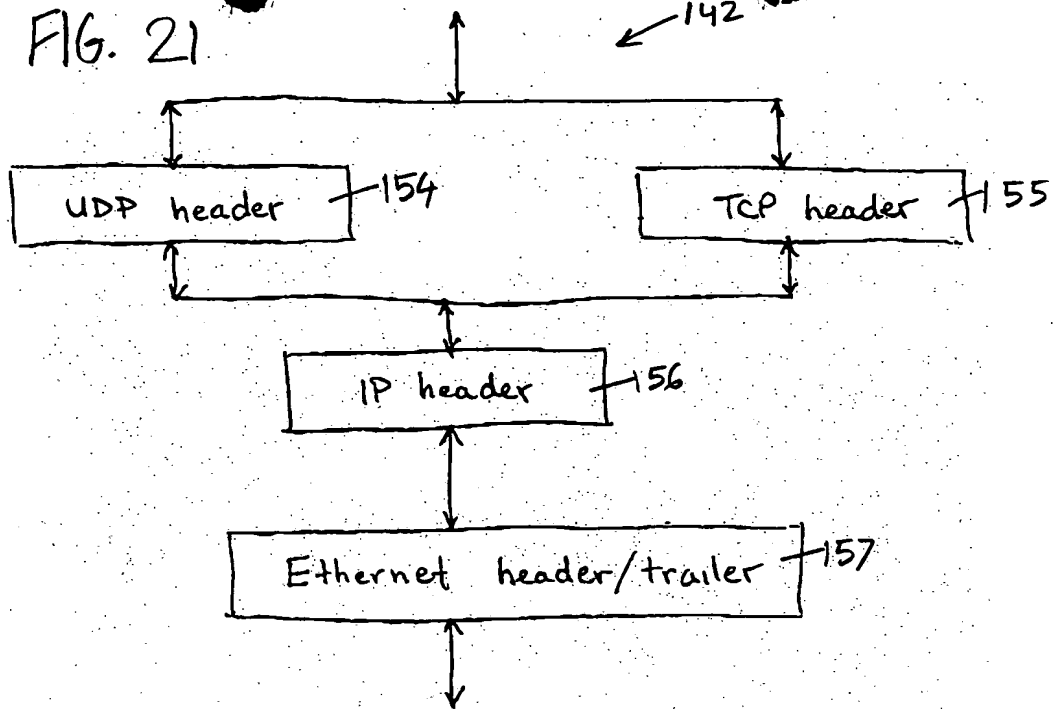 FIG. 21
142
UDP header
154
TCP header
155
IP header
156
Ethernet header/trailer
157